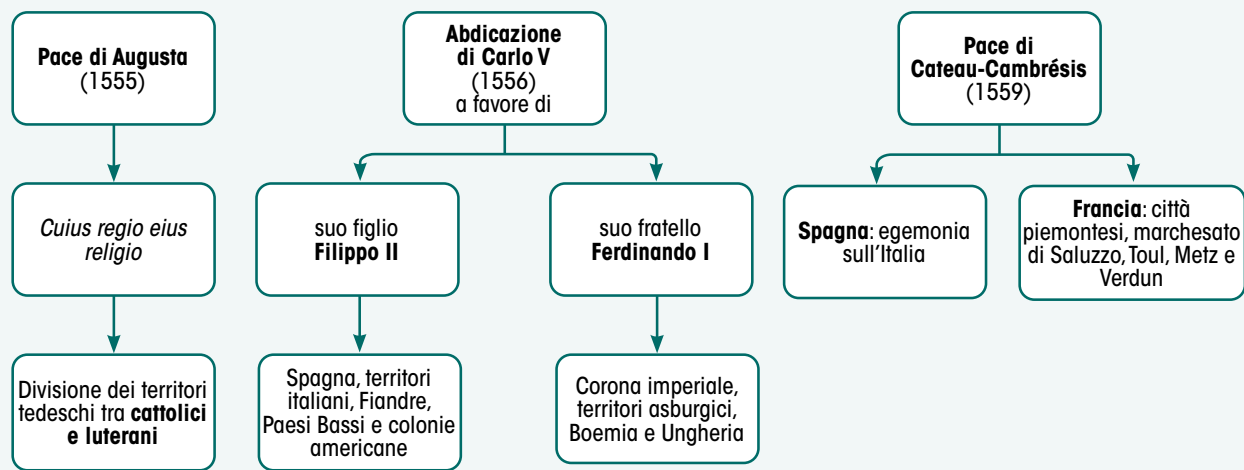 Pace di Augusta
(1555)
Cuius regio eius
religio
Divisione dei territori
tedeschi tra cattolici
e luterani
Abdicazione
di Carlo V
(1556)
a favore di
suo figlio
Filippo II
Spagna, territori
italiani, Fiandre,
Paesi Bassi e colonie
americane
suo fratello
Ferdinando I
Corona imperiale,
territori asburgici,
Boemia e Ungheria
Pace di
Cateau-Cambrésis
(1559)
Spagna: egemonia
sull'Italia
Francia: città
piemontesi, marchesato
di Saluzzo, Toul, Metz e
Verdun